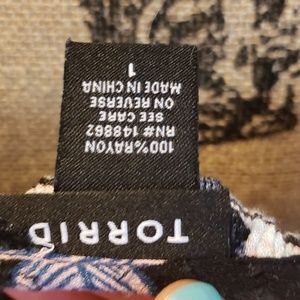 TORRID
100% RAYON
RN# 148862
SEE CARE
ON REVERSE
MADE IN CHINA
1